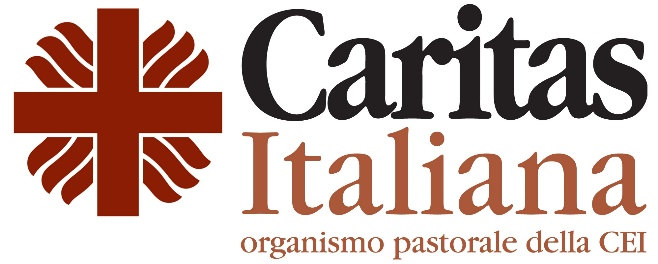 Caritas
Italiana
organismo pastorale della CEI